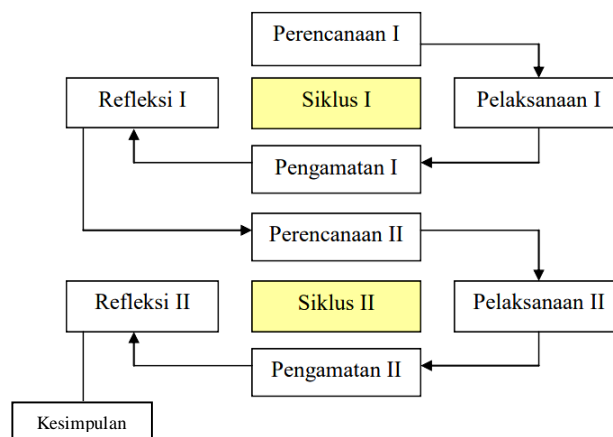 Perencanaan I
Refleksi I
Siklus I
Pelaksanaan I
Pengamatan I
Perencanaan II
Refleksi II
Siklus II
Pelaksanaan II
Pengamatan II
Kesimpulan